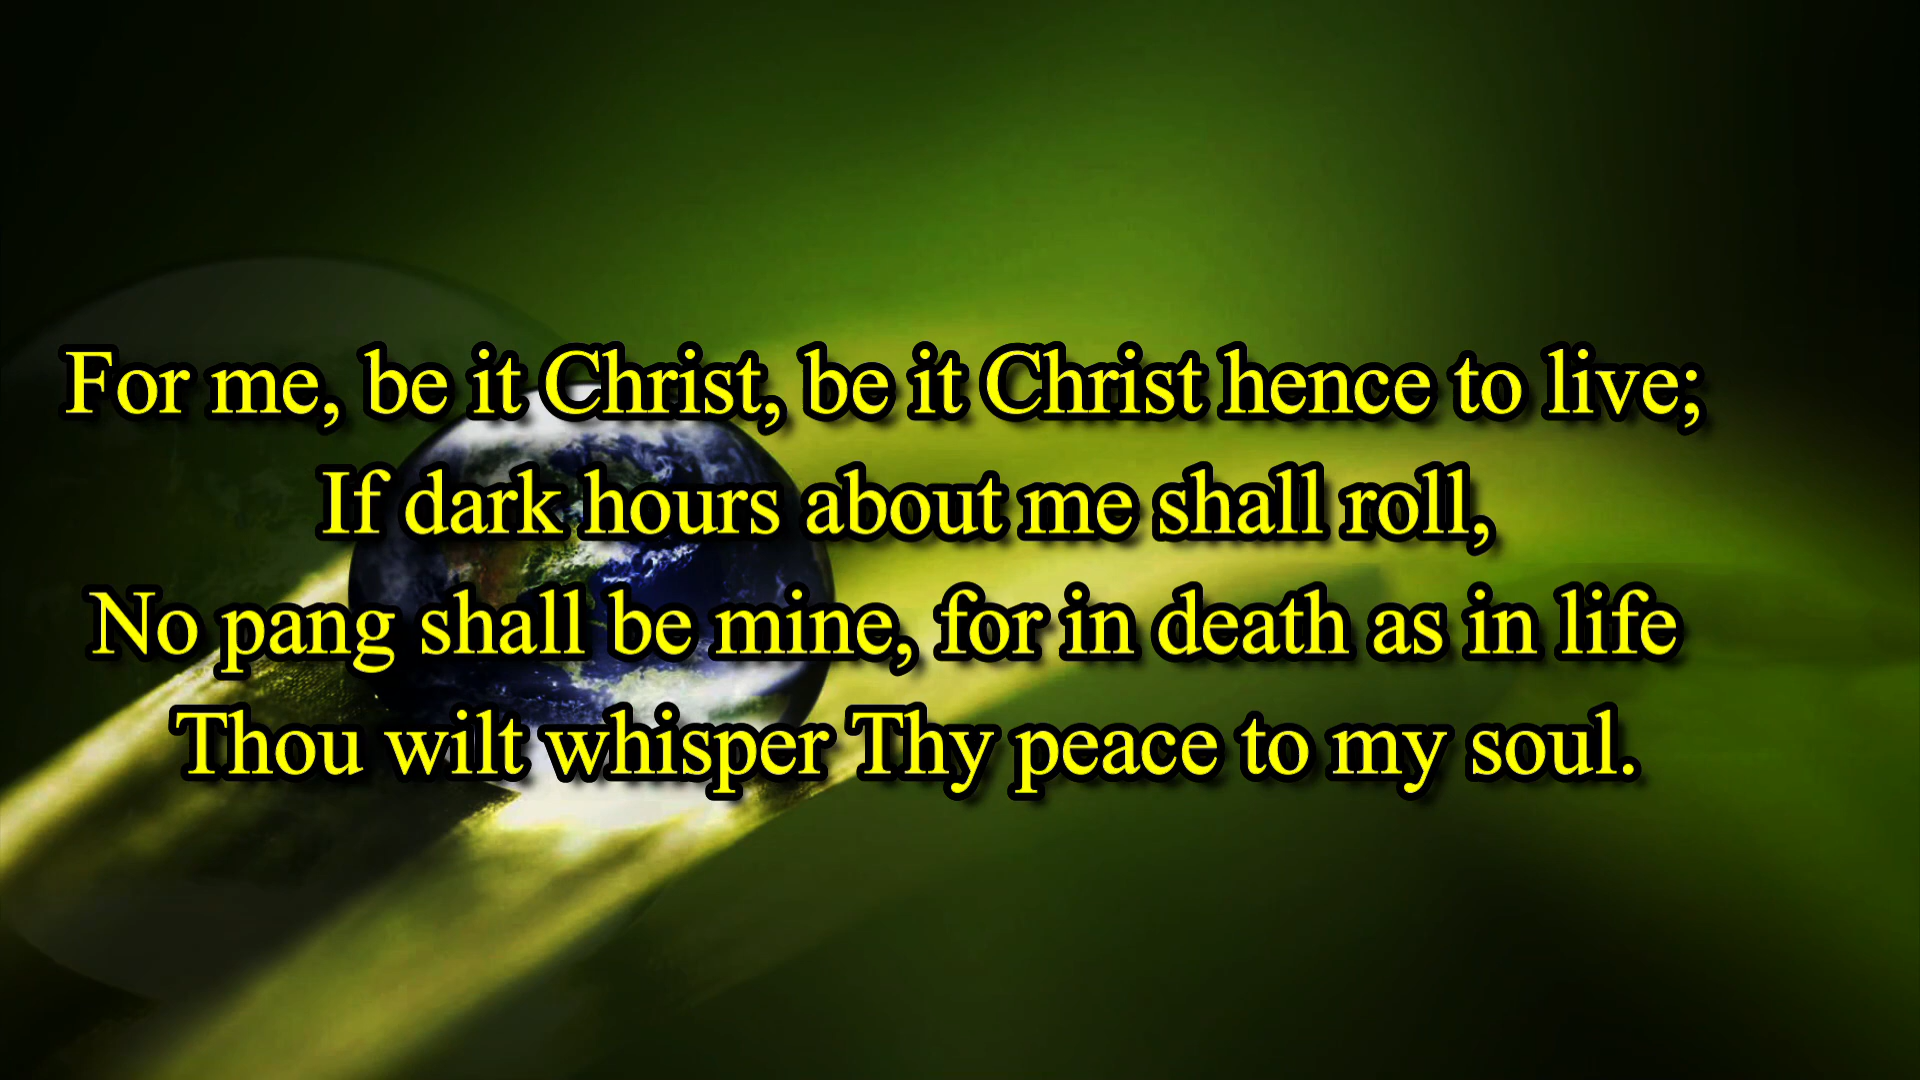 For me, be it Christ, be it Christ hence to live;
If dark hours about me shall roll,
No pang shall be mine, for in death as in life
Thou wilt whisper Thy peace to my soul.